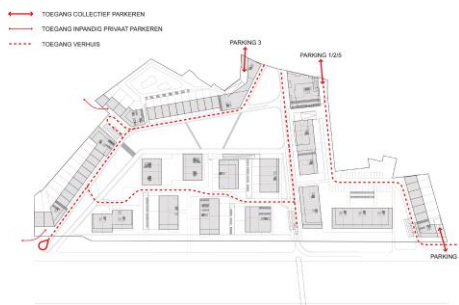 TOEGANG COLLECTIEF PARKEREN
TOEGANG INPANDIG PRIVAAT PARKEREN
TOEGANG VERHUIS
PARKING 3
PARKING 1/2/5
PARKING